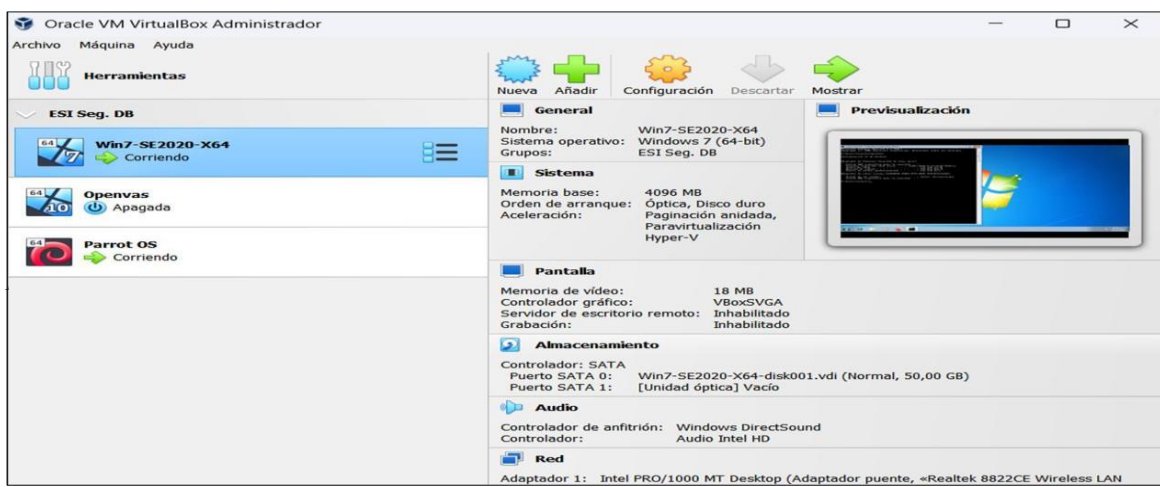 Oracle VM VirtualBox Administrador
Archivo Máquina Ayuda
Herramientas
ESI Seg. DB
64
7
Win7-SE2020-X64
Corriendo
64
10
Openvas
Apagada
64
Parrot OS
Corriendo
Nueva Añadir Configuración Descartar Mostrar
General
Nombre: Win7-SE2020-X64
Sistema operativo: Windows 7 (64-bit)
Grupos: ESI Seg. DB
Sistema
Memoria base: 4096 MB
Orden de arranque: Óptica, Disco duro
Aceleración: Paginación anidada,
Paravirtualización
Hyper-V
Previsualización
Pantalla
Memoria de vídeo: 18 MB
Controlador gráfico: VBoxSVGA
Servidor de escritorio remoto: Inhabilitado
Grabación: Inhabilitado
Almacenamiento
Controlador: SATA
Puerto SATA 0: Win7-SE2020-X64-disk001.vdi (Normal, 50,00 GB)
Puerto SATA 1: [Unidad óptica] Vacío
Audio
Controlador de anfitrión: Windows DirectSound
Controlador: Audio Intel HD
Red
Adaptador 1: Intel PRO/1000 MT Desktop (Adaptador puente, «Realtek 8822CE Wireless LAN